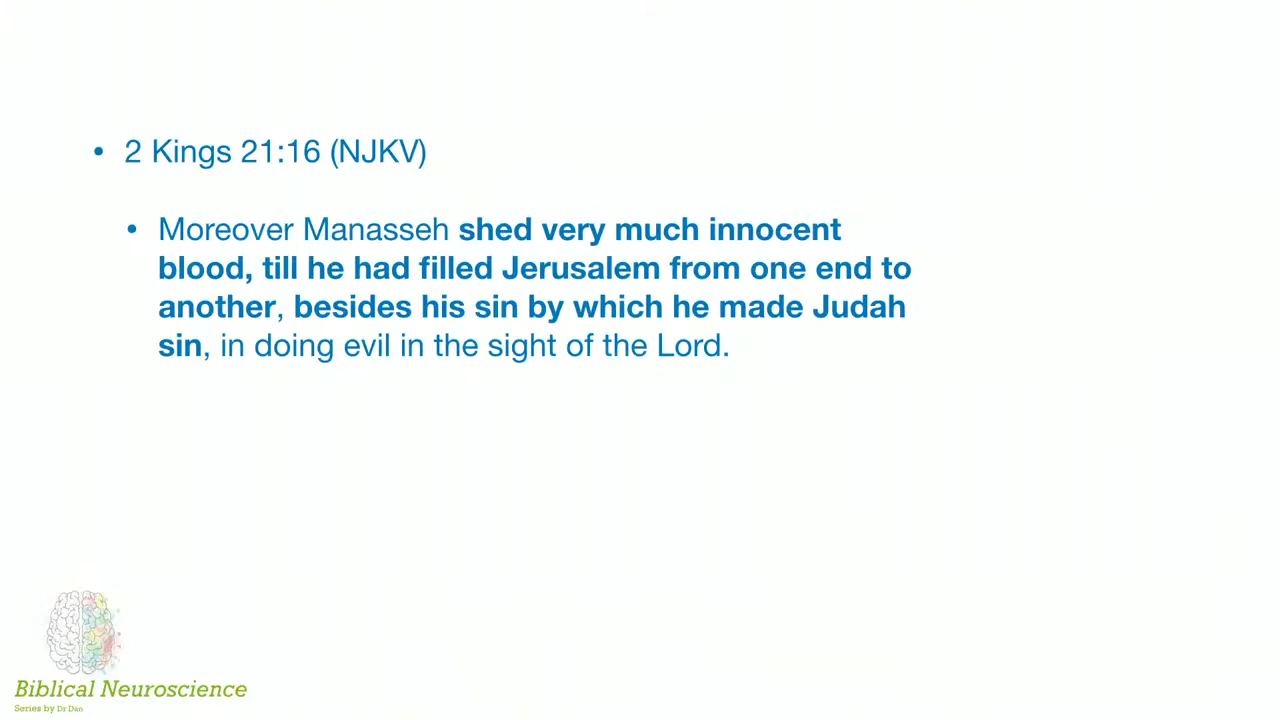 • 2 Kings 21:16 (NJKV)
• Moreover Manasseh shed very much innocent
blood, till he had filled Jerusalem from one end to
another, besides his sin by which he made Judah
sin, in doing evil in the sight of the Lord.
Biblical Neuroscience
Series by Dr Dan